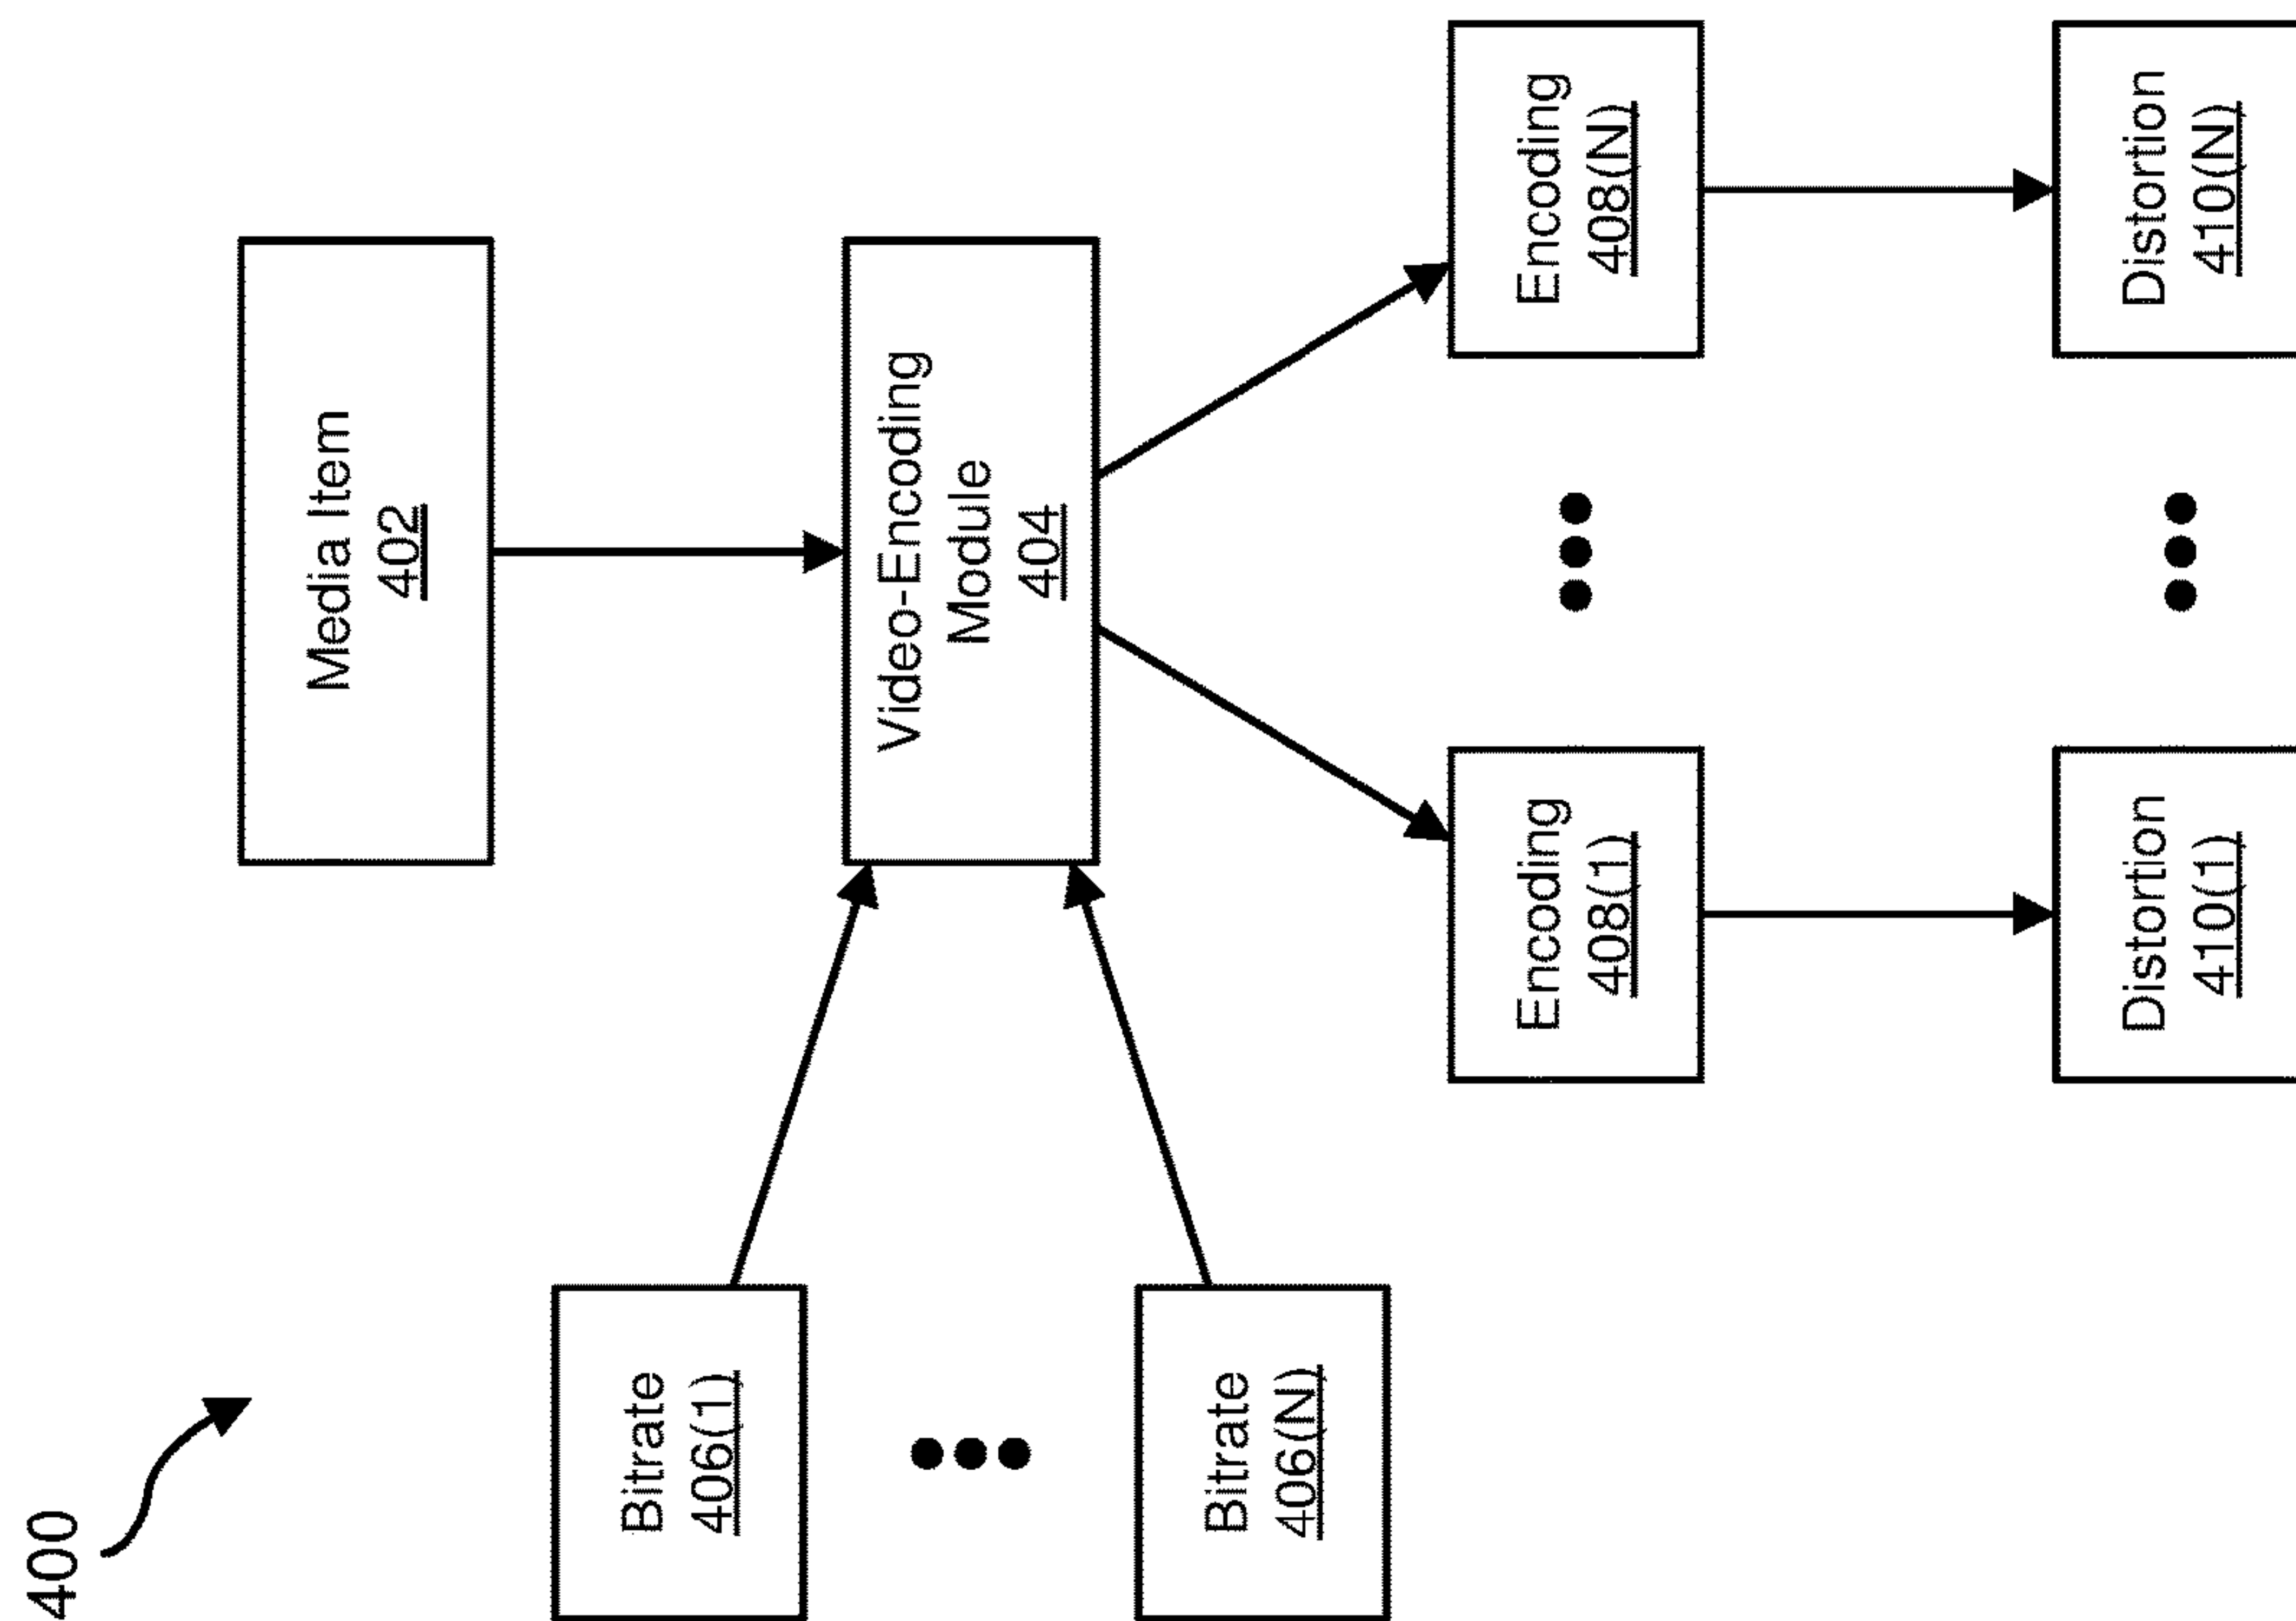 400
Media Item
402
Video-Encoding
Module
404
Bitrate
406(1)
Bitrate
406(N)
Encoding
408(1)
Encoding
408(N)
Distortion
410(1)
Distortion
410(N)